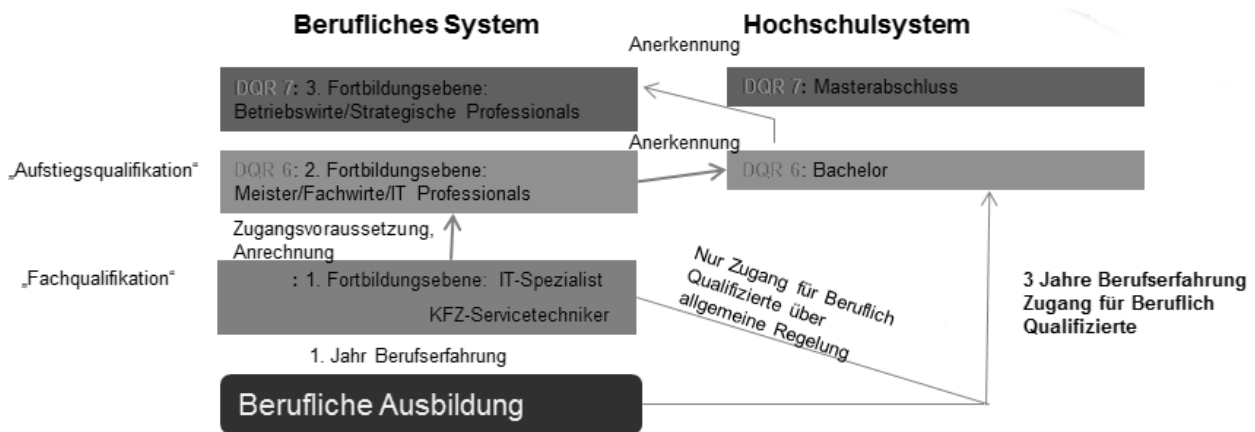 Berufliches System
Hochschulsystem
Anerkennung
DQR 7: 3. Fortbildungsebene:
Betriebswirte/Strategische Professionals
DQR 7: Masterabschluss
Anerkennung
„Aufstiegsqualifikation“
DQR 6: 2. Fortbildungsebene:
Meister/Fachwirte/IT Professionals
DQR 6: Bachelor
Zugangsvoraussetzung,
Anrechnung
„Fachqualifikation“
: 1. Fortbildungsebene: IT-Spezialist
KFZ-Servicetechniker
Nur Zugang für Beruflich
Qualifizierte über
allgemeine Regelung
3 Jahre Berufserfahrung
Zugang für Beruflich
Qualifizierte
1. Jahr Berufserfahrung
Berufliche Ausbildung